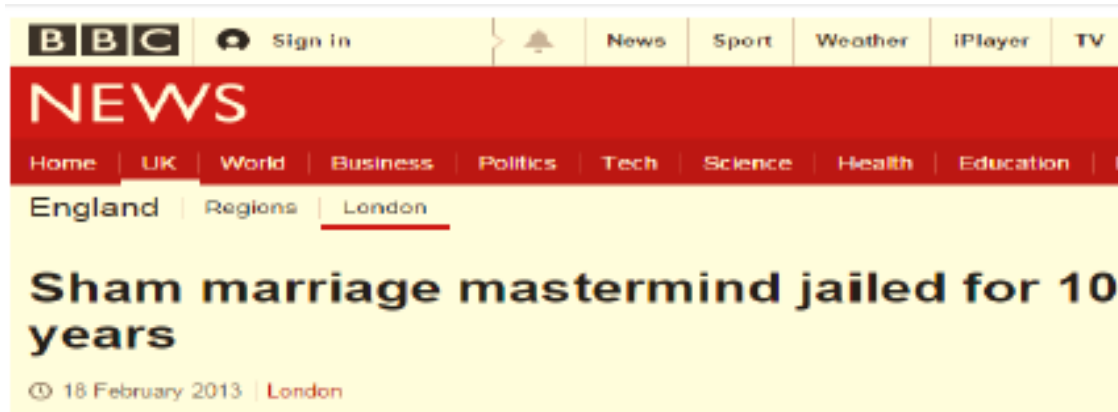 BBC Sign in News Sport Weather iPlayer TV
NEWS
Home UK World Business Politics Tech Science Health Education
England Regions London
Sham marriage mastermind jailed for 10
years
18 February 2013 London